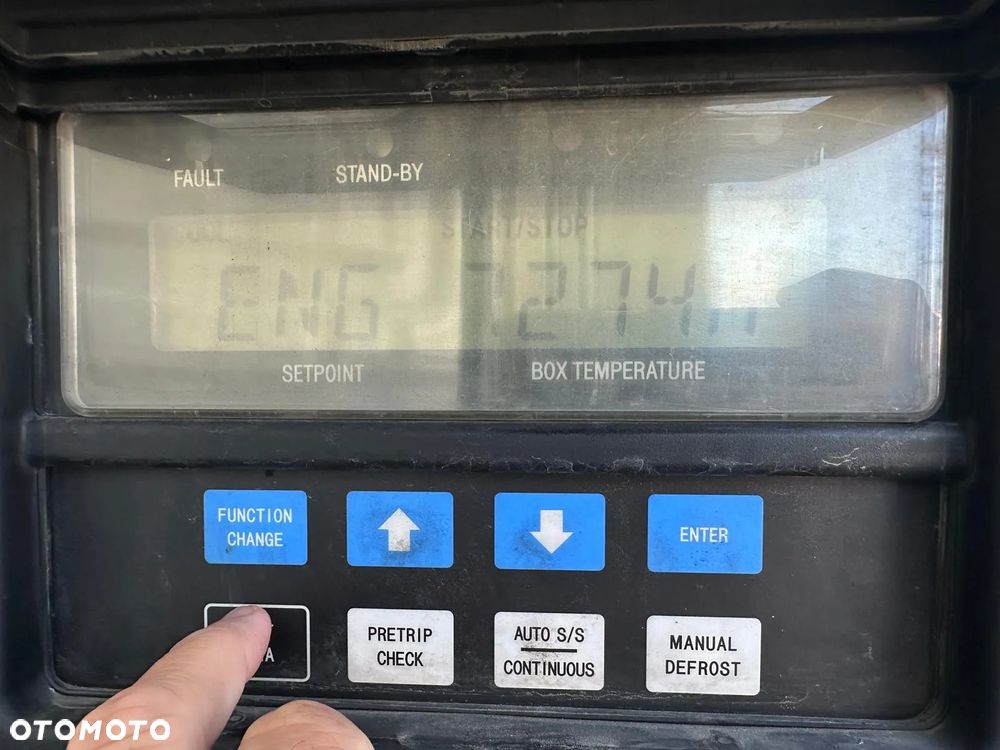 FAULT
STAND-BY
START/STOP
ENG 7274H
SETPOINT
BOX TEMPERATURE
FUNCTION
CHANGE
ENTER
PRETRIP
CHECK
AUTO S/S
CONTINUOUS
MANUAL
DEFROST
OTOMOTO